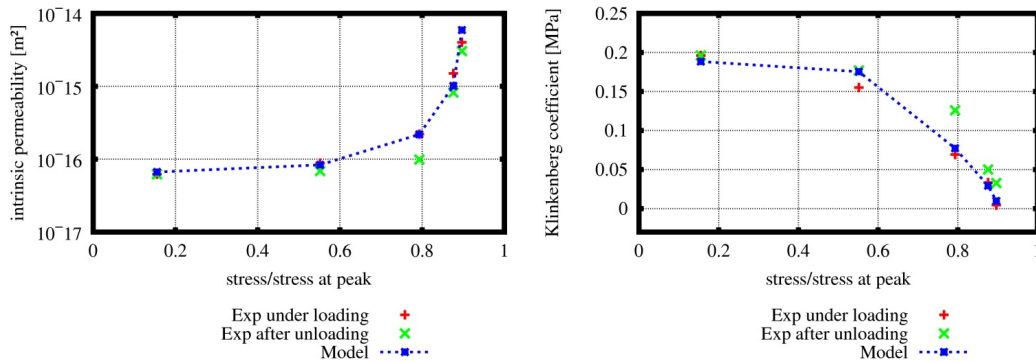 intrinsic permeability [m²]
10⁻¹⁴
10⁻¹⁵
10⁻¹⁶
10⁻¹⁷
0 0.2 0.4 0.6 0.8 1
stress/stress at peak
Exp under loading
Exp after unloading
Model
Klinkenberg coefficient [MPa]
0.25
0.2
0.15
0.1
0.05
0
0 0.2 0.4 0.6 0.8 1
stress/stress at peak
Exp under loading
Exp after unloading
Model